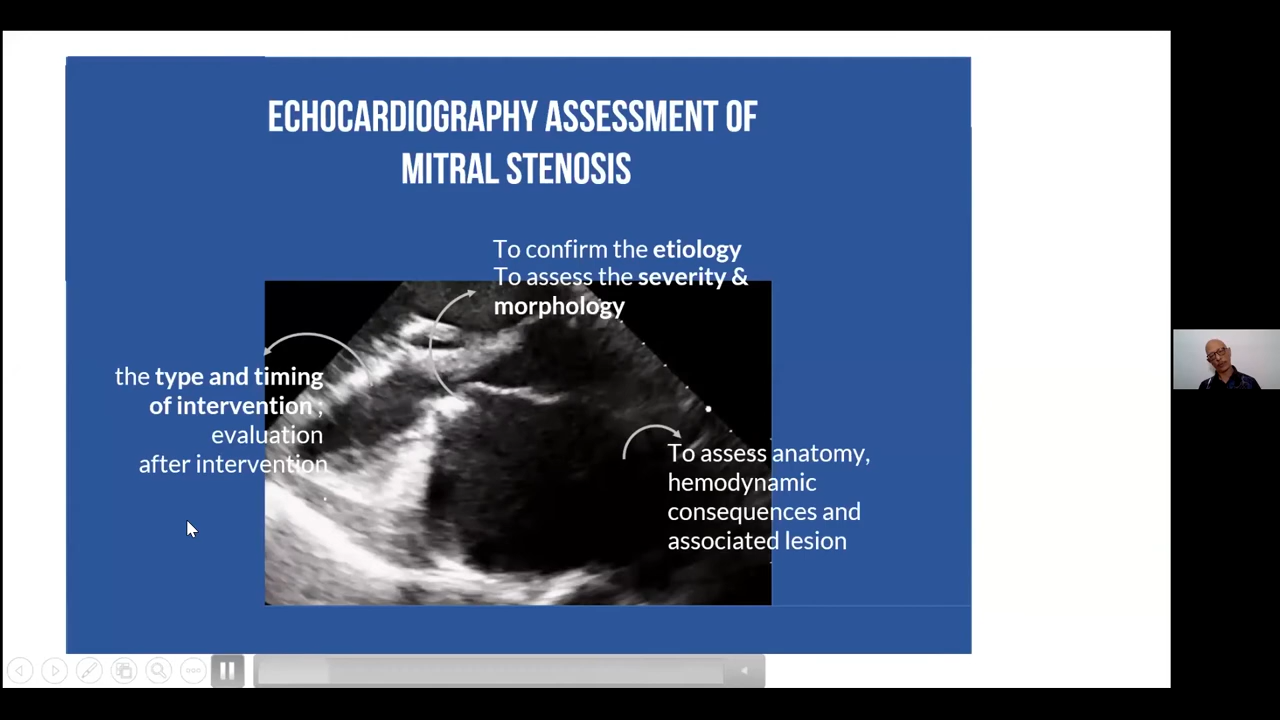 ECHOCARDIOGRAPHY ASSESSMENT OF
MITRAL STENOSIS
To confirm the etiology
To assess the severity &
morphology
the type and timing
of intervention ;
evaluation
after intervention
To assess anatomy,
hemodynamic
consequences and
associated lesion